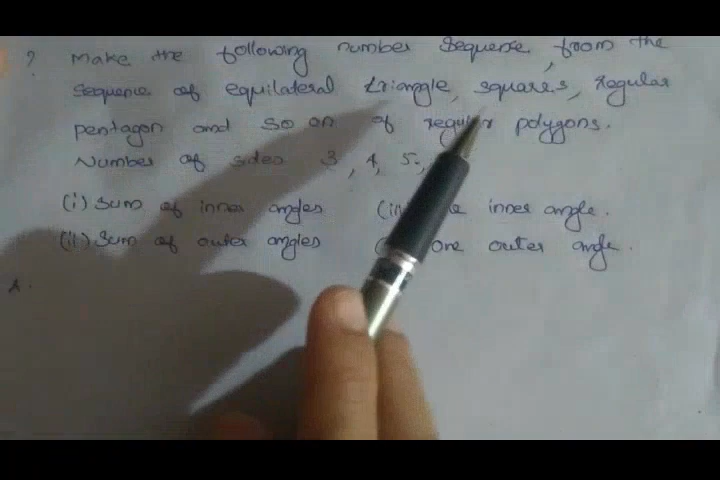 ? Make the following number sequence, from the
sequence of equilateral triangle, squares, regular
pentagon and so on of regular polygons.
Number of sides 3, 4, 5,
(i) Sum of inner angles inner angle.
(ii) Sum of outer angles one outer angle.
A.